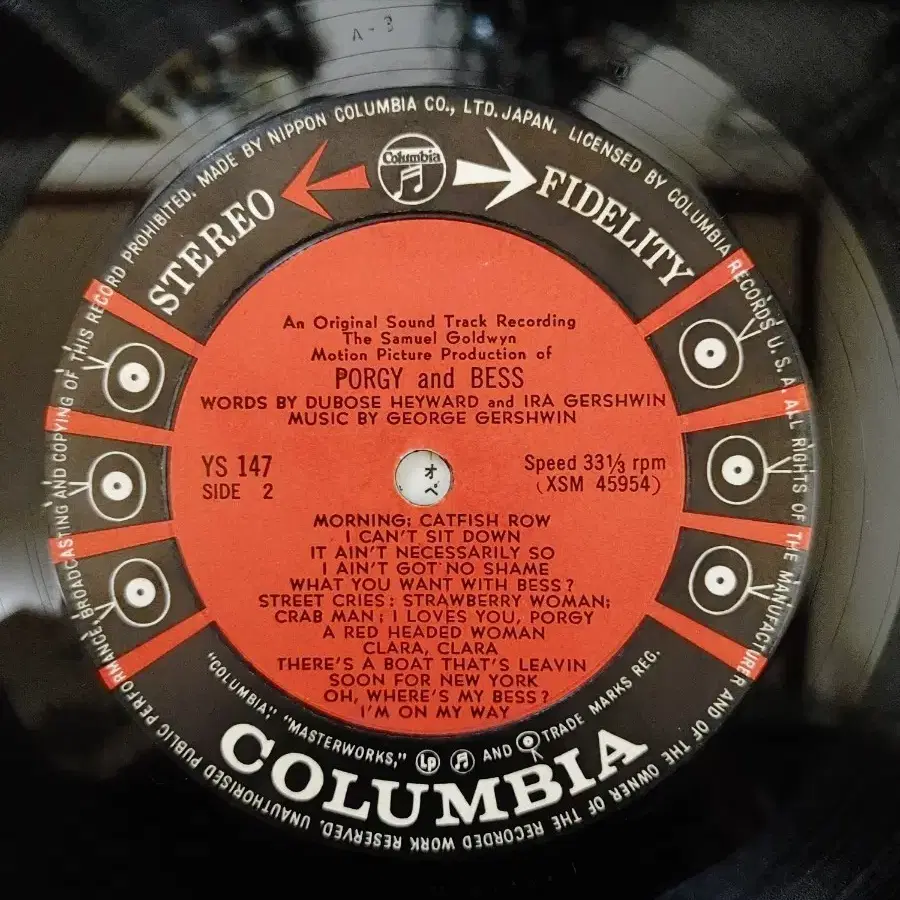 A-3
UNAUTHORISED PUBLIC PERFORMANCE, BROADCASTING AND COPYING OF THIS RECORD PROHIBITED. MADE BY NIPPON COLUMBIA CO., LTD. JAPAN. LICENSED BY COLUMBIA RECORDS U.S.A. ALL RIGHTS OF THE MANUFACTURER AND OF THE OWNER OF THE RECORDED WORK RESERVED.
STEREO
Columbia
FIDELITY
An Original Sound Track Recording
The Samuel Goldwyn
Motion Picture Production of
PORGY and BESS
WORDS BY DUBOSE HEYWARD and IRA GERSHWIN
MUSIC BY GEORGE GERSHWIN
YS 147
SIDE 2
オペ
Speed 33⅓ rpm
(XSM 45954)
MORNING; CATFISH ROW
I CAN'T SIT DOWN
IT AIN'T NECESSARILY SO
I AIN'T GOT NO SHAME
WHAT YOU WANT WITH BESS?
STREET CRIES: STRAWBERRY WOMAN;
CRAB MAN; I LOVES YOU, PORGY
A RED HEADED WOMAN
CLARA, CLARA
THERE'S A BOAT THAT'S LEAVIN
SOON FOR NEW YORK
OH, WHERE'S MY BESS?
I'M ON MY WAY
"COLUMBIA," "MASTERWORKS," Lp AND TRADE MARKS REG.
COLUMBIA